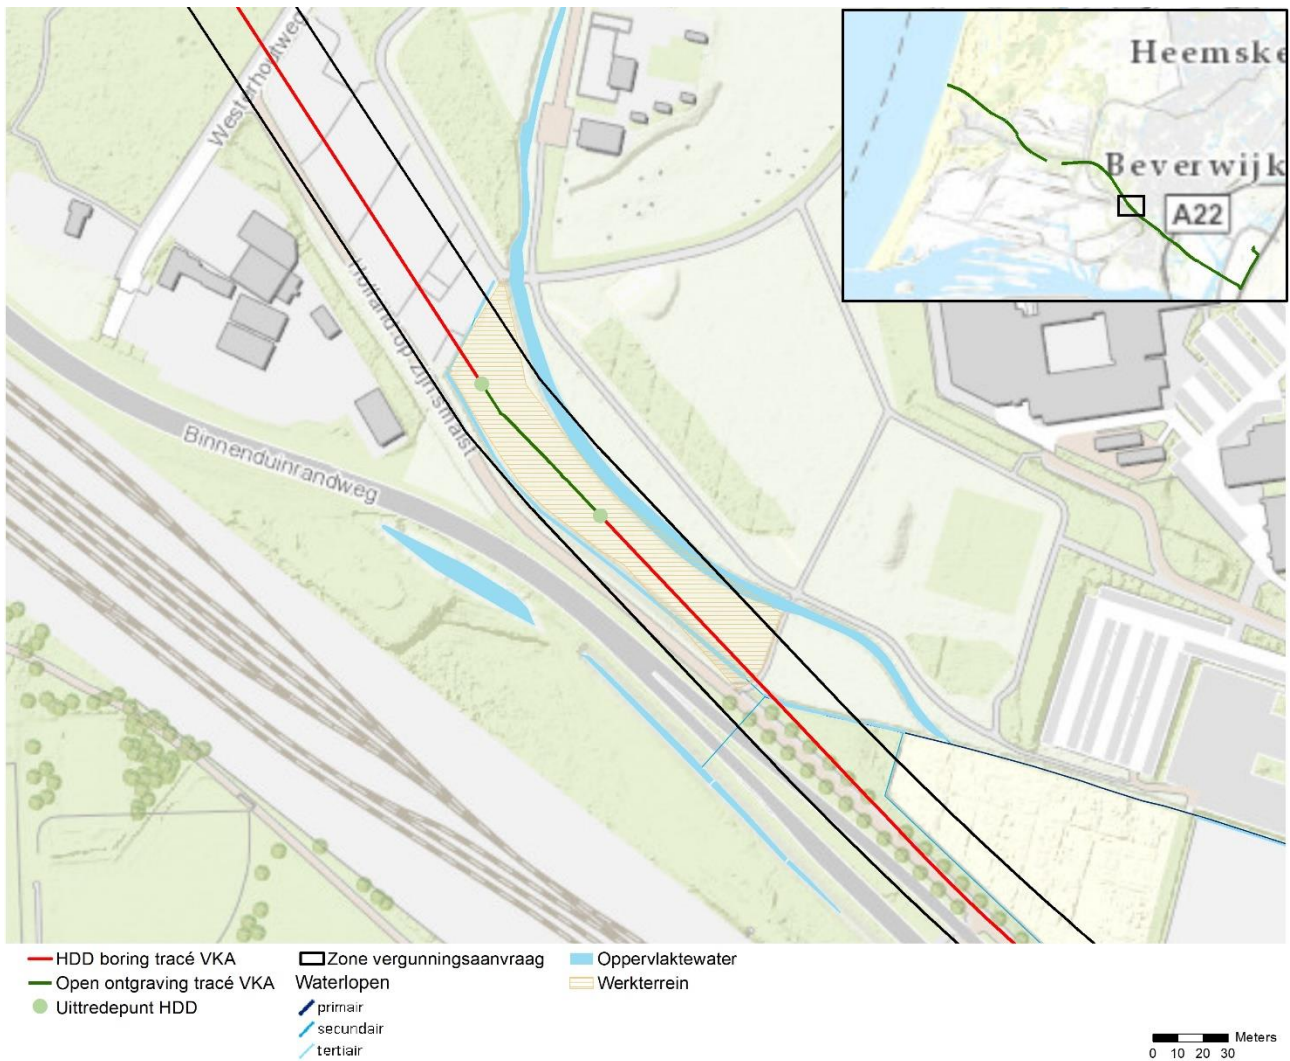 Westerhoutweg
Holland op zijn smalst
Binnenduinrandweg
Heemske
Beverwijk
A22
HDD boring tracé VKA
Open ontgraving tracé VKA
Uittredepunt HDD
Zone vergunningsaanvraag
Waterlopen
primair
secundair
tertiair
Oppervlaktewater
Werkterrein
Meters
0 10 20 30